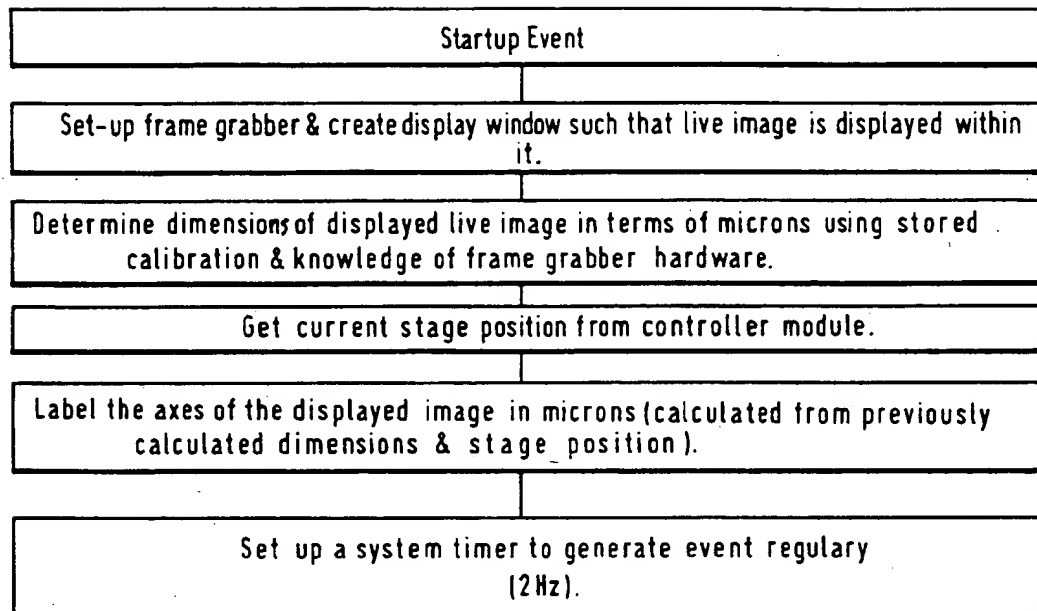 Startup Event
Set-up frame grabber & create display window such that live image is displayed within
it.
Determine dimensions of displayed live image in terms of microns using stored
calibration & knowledge of frame grabber hardware.
Get current stage position from controller module.
Label the axes of the displayed image in microns (calculated from previously
calculated dimensions & stage position).
Set up a system timer to generate event regulary
(2Hz).